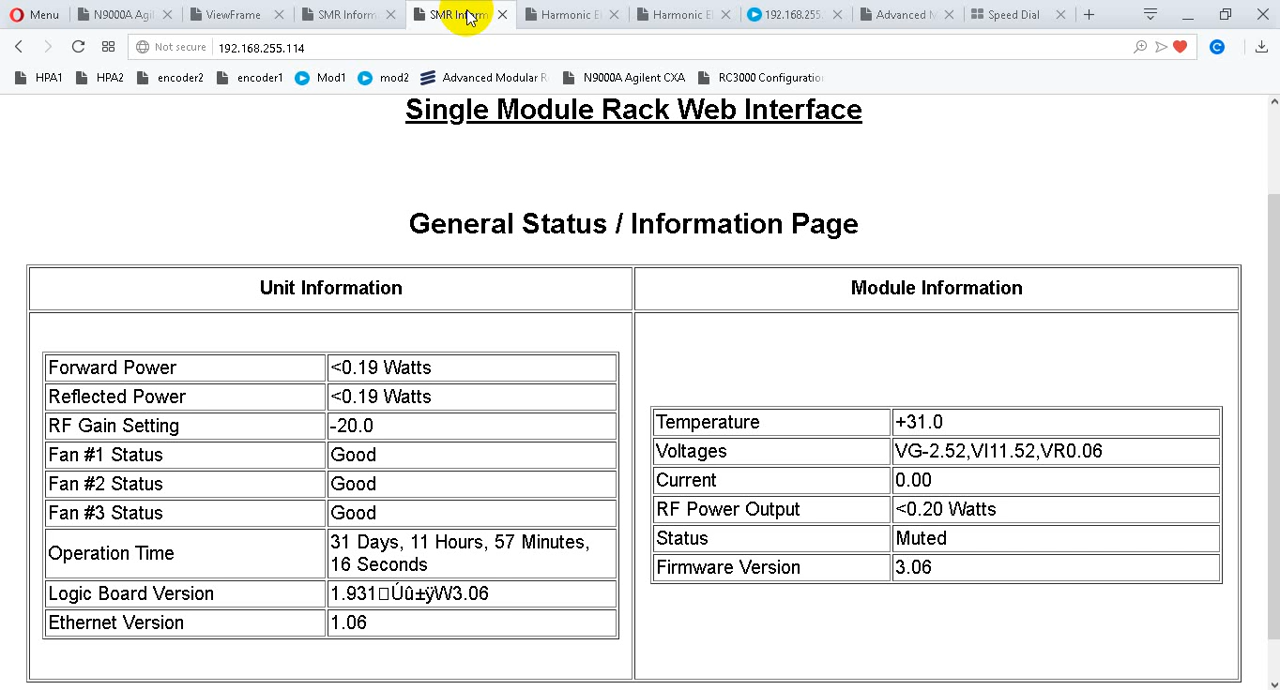 Menu
N9000A Agil
ViewFrame
SMR Inform
SMR Inform
Harmonic E
Harmonic E
192.168.255.
Advanced M
Speed Dial
Not secure
192.168.255.114
HPA1
HPA2
encoder2
encoder1
Mod1
mod2
Advanced Modular R
N9000A Agilent CXA
RC3000 Configuratio
Single Module Rack Web Interface
General Status / Information Page
Unit Information
Module Information
Forward Power <0.19 Watts
Reflected Power <0.19 Watts
RF Gain Setting -20.0
Fan #1 Status Good
Fan #2 Status Good
Fan #3 Status Good
Operation Time 31 Days, 11 Hours, 57 Minutes,
16 Seconds
Logic Board Version 1.931□Úû±ÿW3.06
Ethernet Version 1.06
Temperature +31.0
Voltages VG-2.52,VI11.52,VR0.06
Current 0.00
RF Power Output <0.20 Watts
Status Muted
Firmware Version 3.06